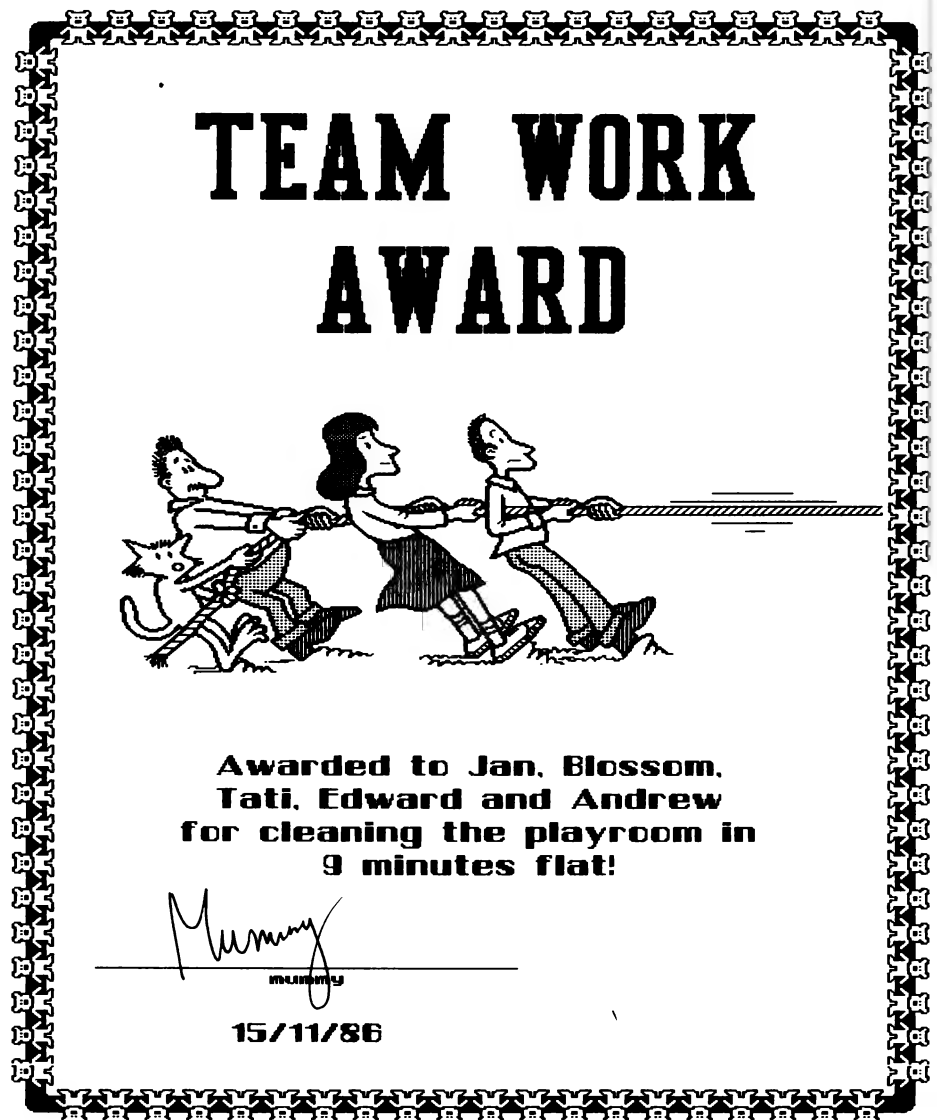 TEAM WORK
AWARD
Awarded to Jan, Blossom,
Tati, Edward and Andrew
for cleaning the playroom in
9 minutes flat!
Mummy
mummy
15/11/86